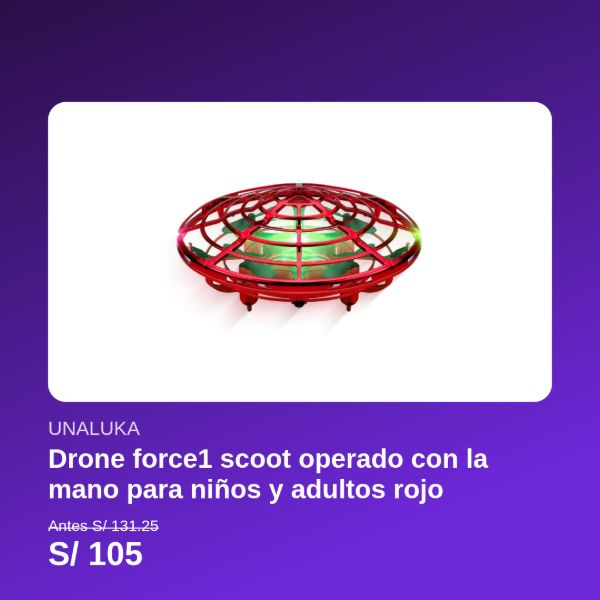 UNALUKA
Drone force1 scoot operado con la
mano para niños y adultos rojo
Antes S/ 131.25
S/ 105